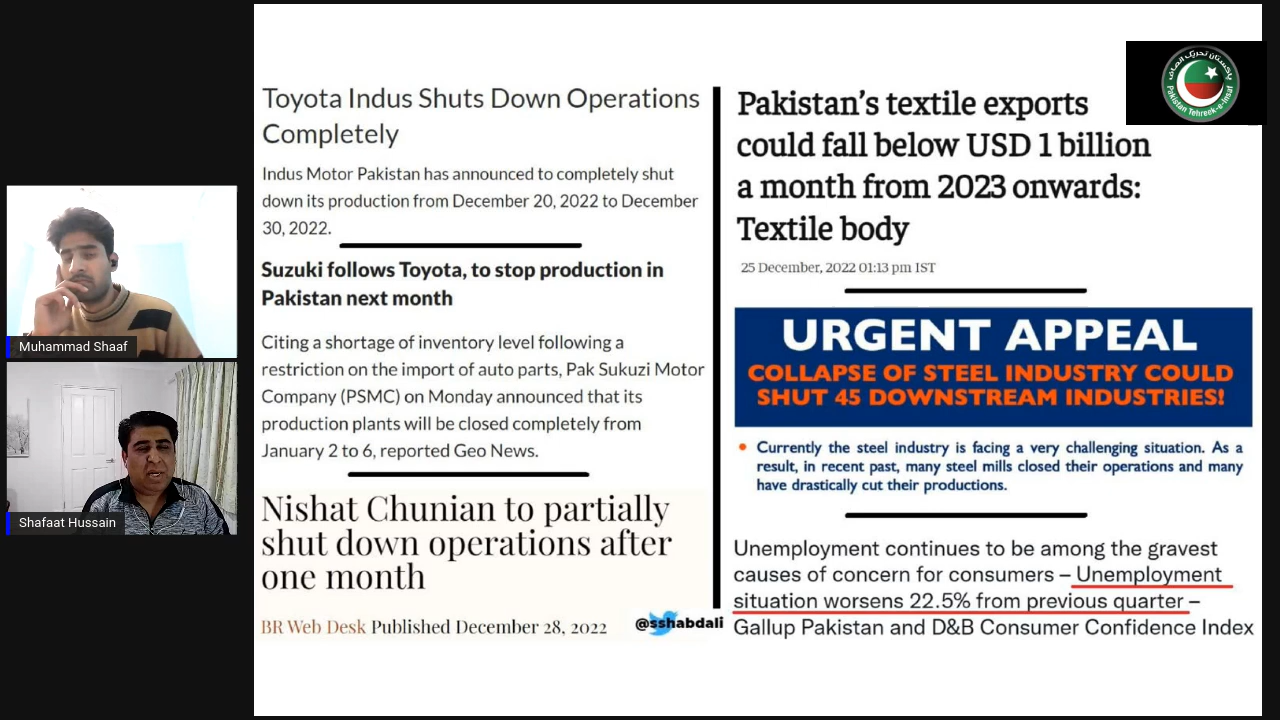 Toyota Indus Shuts Down Operations
Completely
Indus Motor Pakistan has announced to completely shut
down its production from December 20, 2022 to December
30, 2022.
Suzuki follows Toyota, to stop production in
Pakistan next month
Citing a shortage of inventory level following a
restriction on the import of auto parts, Pak Sukuzi Motor
Company (PSMC) on Monday announced that its
production plants will be closed completely from
January 2 to 6, reported Geo News.
Nishat Chunian to partially
shut down operations after
one month
BR Web Desk Published December 28, 2022
@sshabdali
Pakistan's textile exports
could fall below USD 1 billion
a month from 2023 onwards:
Textile body
25 December, 2022 01:13 pm IST
URGENT APPEAL
COLLAPSE OF STEEL INDUSTRY COULD
SHUT 45 DOWNSTREAM INDUSTRIES!
• Currently the steel industry is facing a very challenging situation. As a
result, in recent past, many steel mills closed their operations and many
have drastically cut their productions.
Unemployment continues to be among the gravest
causes of concern for consumers – Unemployment
situation worsens 22.5% from previous quarter –
Gallup Pakistan and D&B Consumer Confidence Index
پاکستان تحریک انصاف
Pakistan Tehreek-e-Insaf
Muhammad Shaaf
Shafaat Hussain